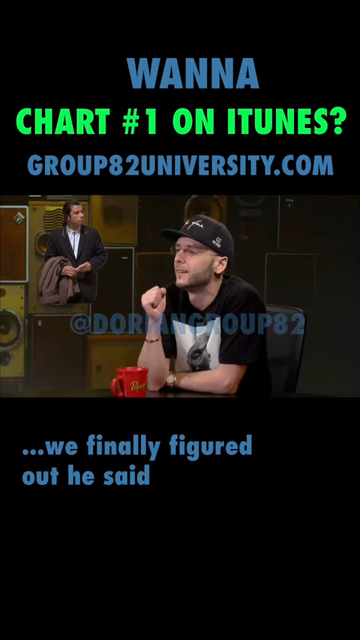 WANNA
CHART #1 ON ITUNES?
GROUP82UNIVERSITY.COM
@DORIANGROUP82
...we finally figured
out he said